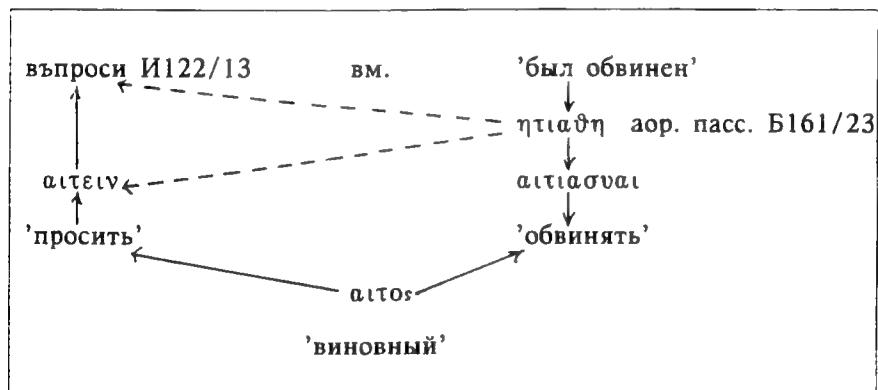 въпроси И122/13 вм. 'был обвинен'
ητιαθη аор. пасс. Б161/23
αιτειν αιτιασυαι
'просить' 'обвинять'
αιτος
'виновный'